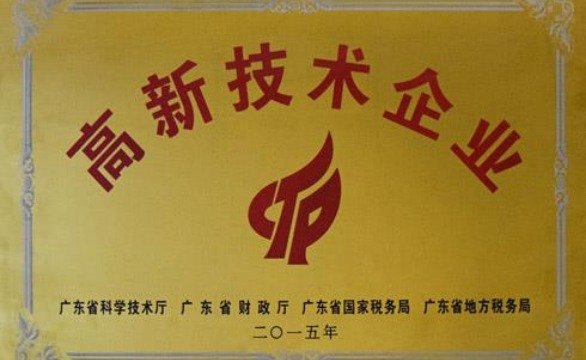 高新技术企业
广东省科学技术厅 广东省财政厅 广东省国家税务局 广东省地方税务局
二〇一五年